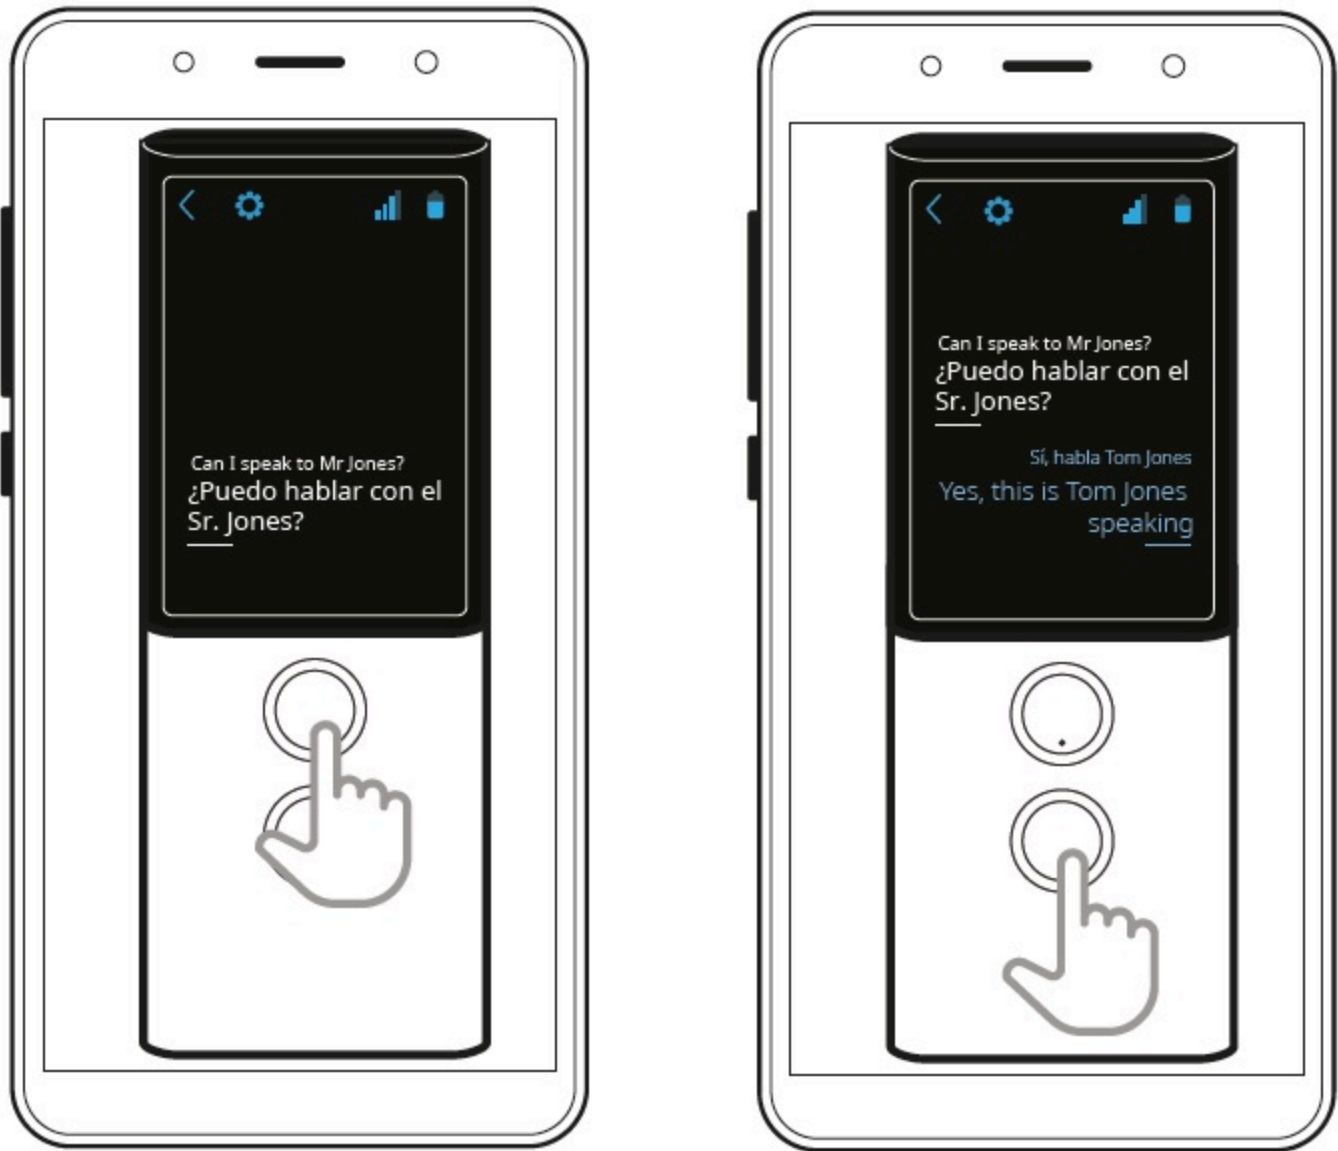 Can I speak to Mr Jones?
¿Puedo hablar con el
Sr. Jones?
Can I speak to Mr Jones?
¿Puedo hablar con el
Sr. Jones?
Sí, habla Tom Jones
Yes, this is Tom Jones
speaking